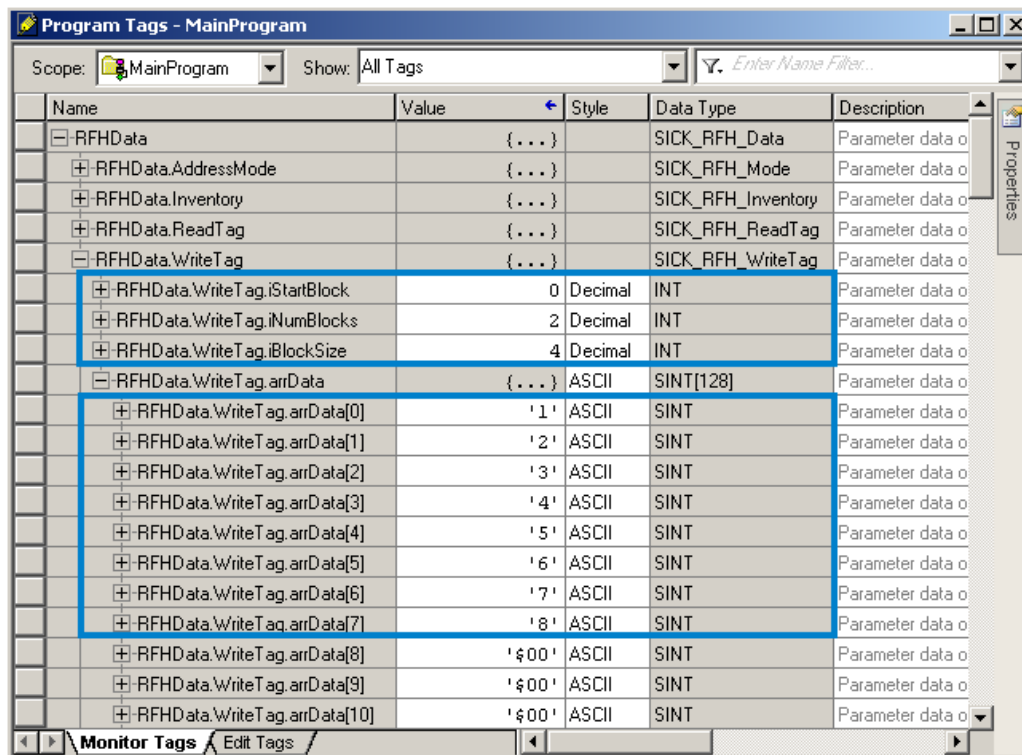 Program Tags - MainProgram
Scope: MainProgram Show: All Tags Enter Name Filter...
Name Value Style Data Type Description
RFHData {...} SICK_RFH_Data Parameter data o
RFHData.AddressMode {...} SICK_RFH_Mode Parameter data o
RFHData.Inventory {...} SICK_RFH_Inventory Parameter data o
RFHData.ReadTag {...} SICK_RFH_ReadTag Parameter data o
RFHData.WriteTag {...} SICK_RFH_WriteTag Parameter data o
RFHData.WriteTag.iStartBlock 0 Decimal INT Parameter data o
RFHData.WriteTag.iNumBlocks 2 Decimal INT Parameter data o
RFHData.WriteTag.iBlockSize 4 Decimal INT Parameter data o
RFHData.WriteTag.arrData {...} ASCII SINT[128] Parameter data o
RFHData.WriteTag.arrData[0] '1' ASCII SINT Parameter data o
RFHData.WriteTag.arrData[1] '2' ASCII SINT Parameter data o
RFHData.WriteTag.arrData[2] '3' ASCII SINT Parameter data o
RFHData.WriteTag.arrData[3] '4' ASCII SINT Parameter data o
RFHData.WriteTag.arrData[4] '5' ASCII SINT Parameter data o
RFHData.WriteTag.arrData[5] '6' ASCII SINT Parameter data o
RFHData.WriteTag.arrData[6] '7' ASCII SINT Parameter data o
RFHData.WriteTag.arrData[7] '8' ASCII SINT Parameter data o
RFHData.WriteTag.arrData[8] '$00' ASCII SINT Parameter data o
RFHData.WriteTag.arrData[9] '$00' ASCII SINT Parameter data o
RFHData.WriteTag.arrData[10] '$00' ASCII SINT Parameter data o
Monitor Tags Edit Tags
Properties